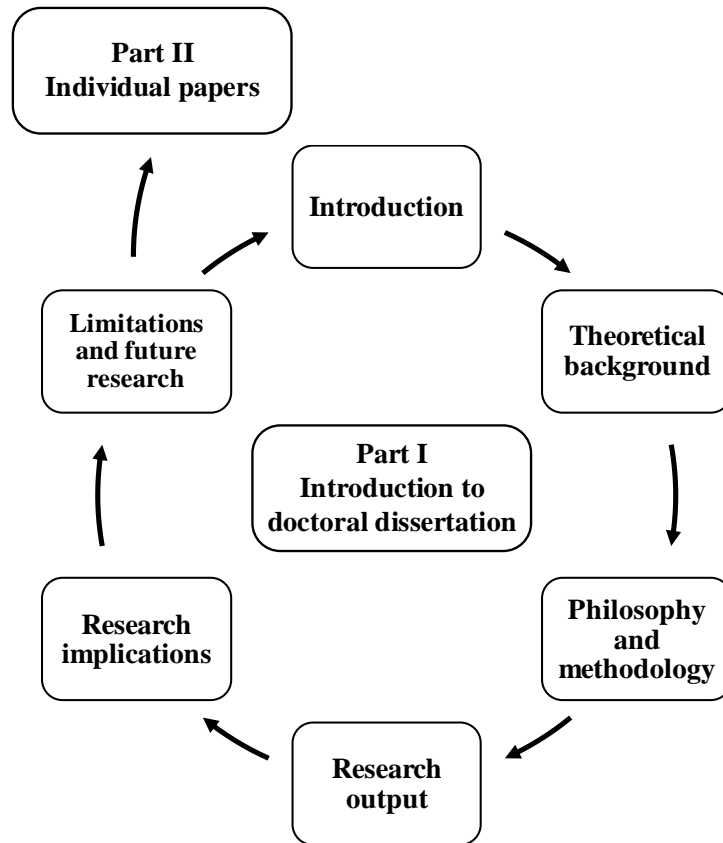 Part II
Individual papers
Introduction
Limitations
and future
research
Theoretical
background
Part I
Introduction to
doctoral dissertation
Research
implications
Philosophy
and
methodology
Research
output